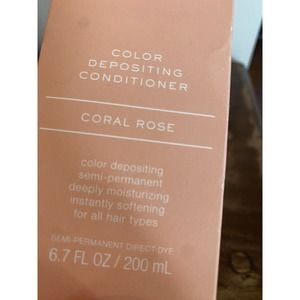 COLOR
DEPOSITING
CONDITIONER
CORAL ROSE
color depositing
semi-permanent
deeply moisturizing
instantly softening
for all hair types
SEMI-PERMANENT DIRECT DYE
6.7 FL OZ / 200 mL